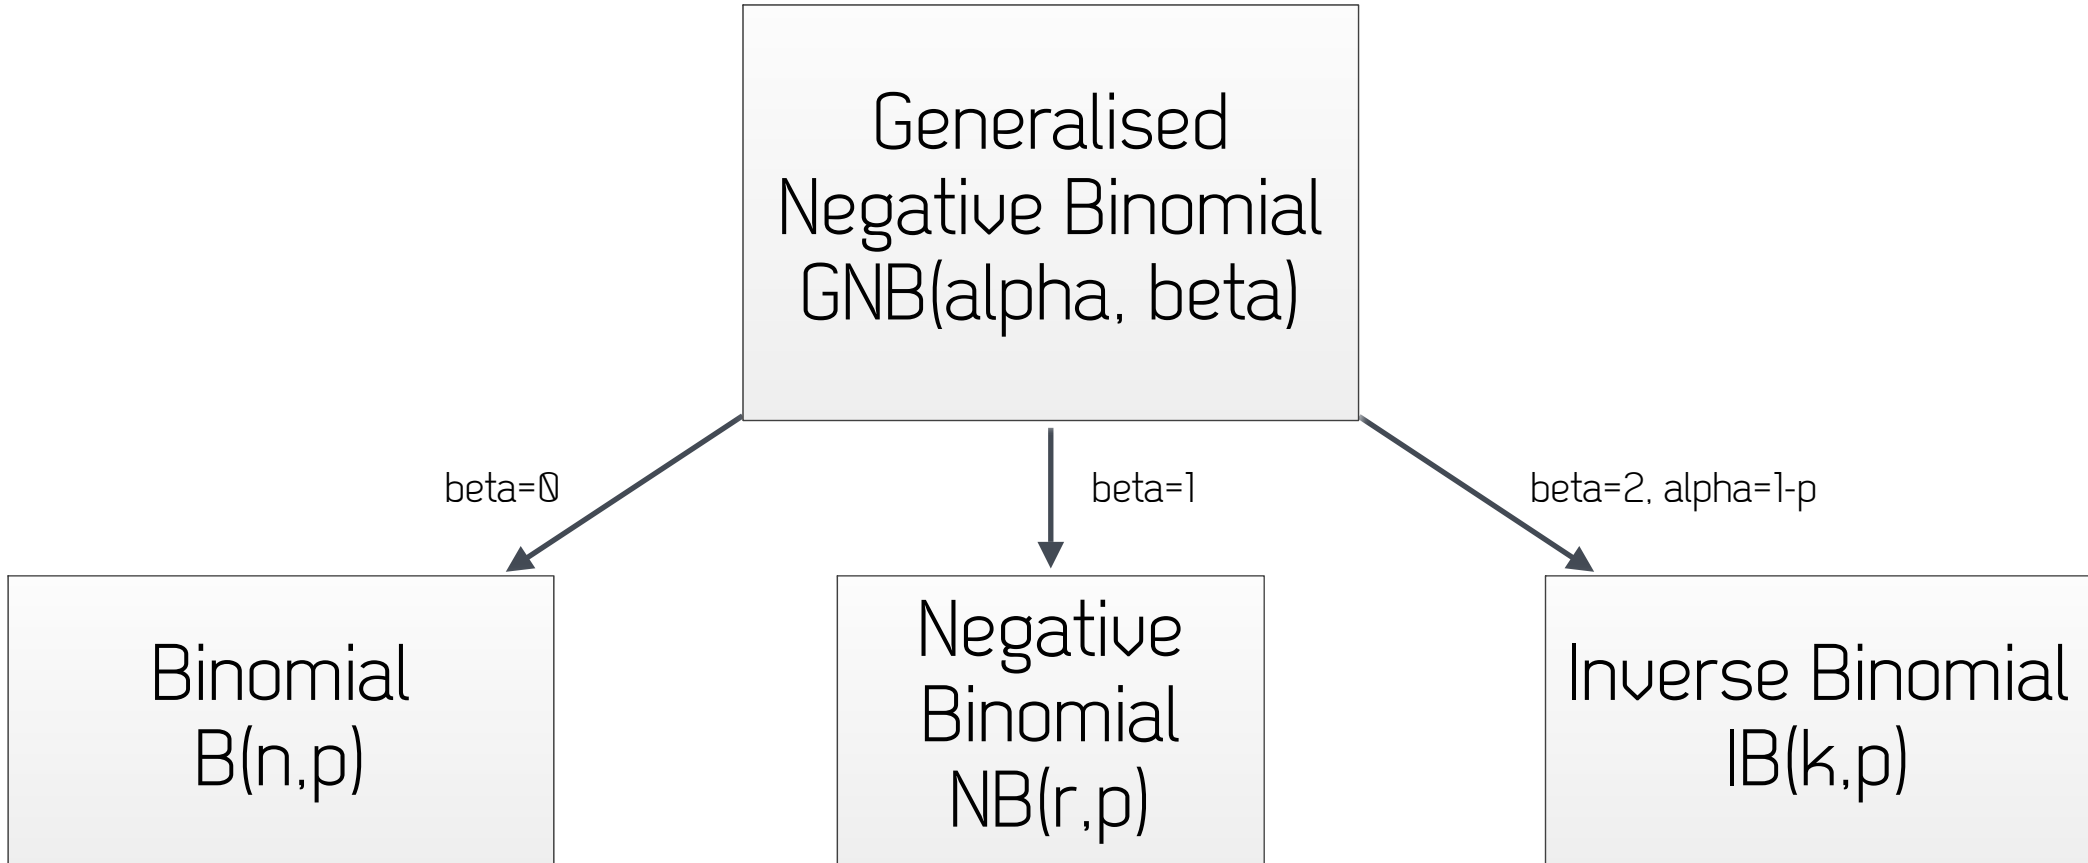 Generalised
Negative Binomial
GNB(alpha, beta)
beta=0
beta=1
beta=2, alpha=1-p
Binomial
B(n,p)
Negative
Binomial
NB(r,p)
Inverse Binomial
IB(k,p)